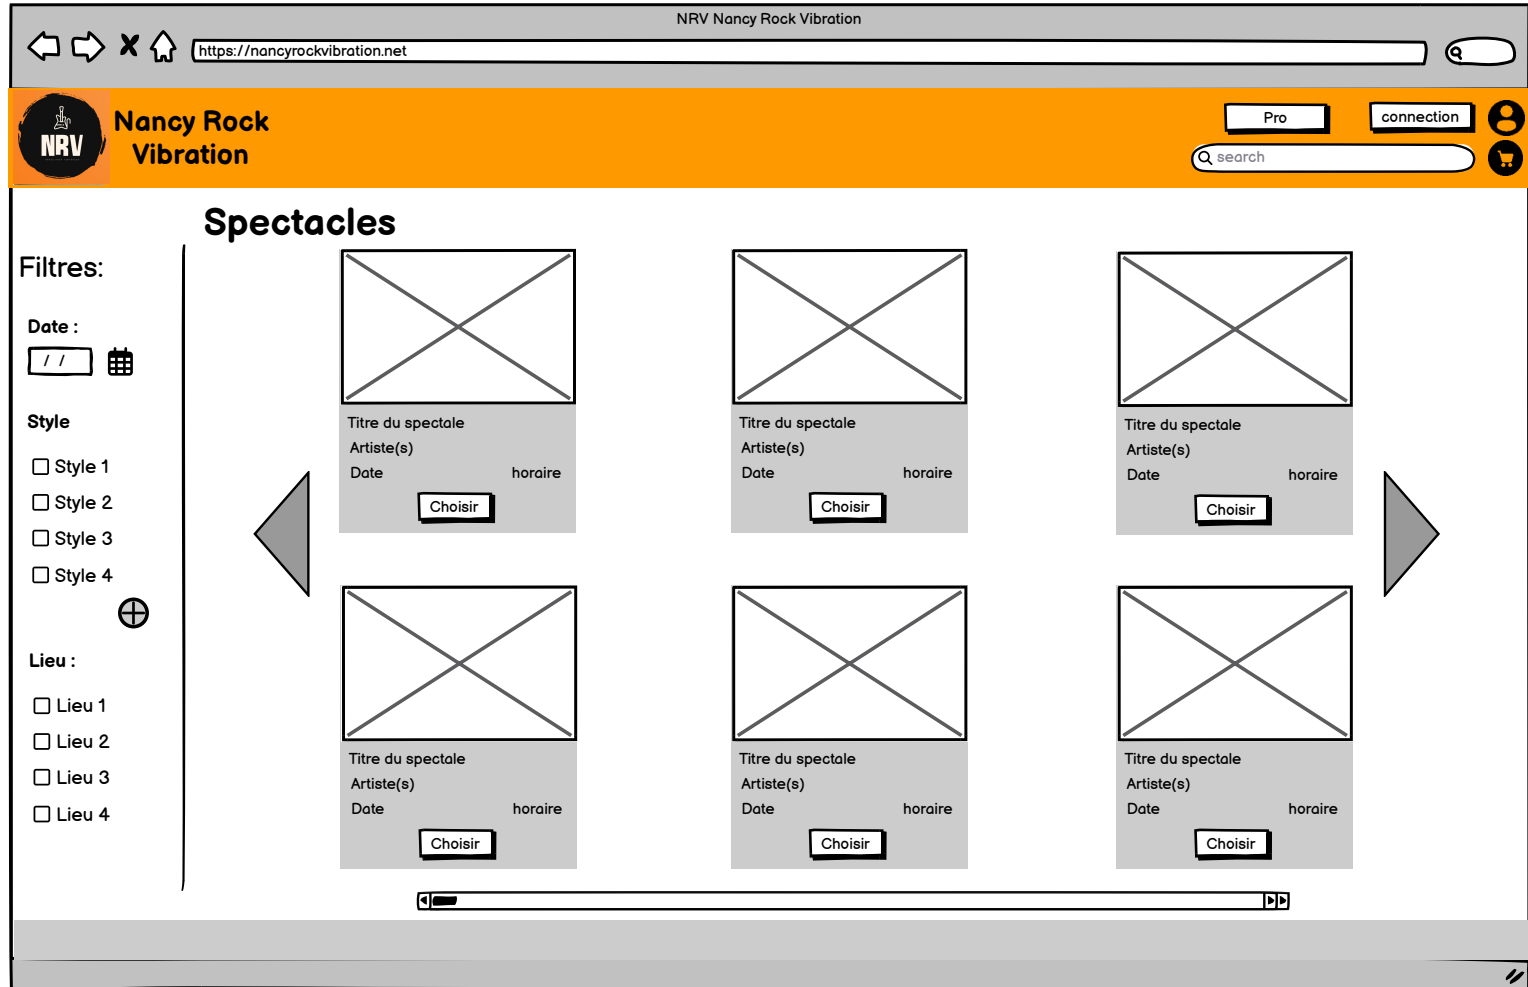 NRV Nancy Rock Vibration
https://nancyrockvibration.net
NRV
Nancy Rock
Vibration
Pro
connection
search
Spectacles
Filtres:
Date :
/ /
Style
Style 1
Style 2
Style 3
Style 4
Lieu :
Lieu 1
Lieu 2
Lieu 3
Lieu 4
Titre du spectale
Artiste(s)
Date horaire
Choisir
Titre du spectale
Artiste(s)
Date horaire
Choisir
Titre du spectale
Artiste(s)
Date horaire
Choisir
Titre du spectale
Artiste(s)
Date horaire
Choisir
Titre du spectale
Artiste(s)
Date horaire
Choisir
Titre du spectale
Artiste(s)
Date horaire
Choisir